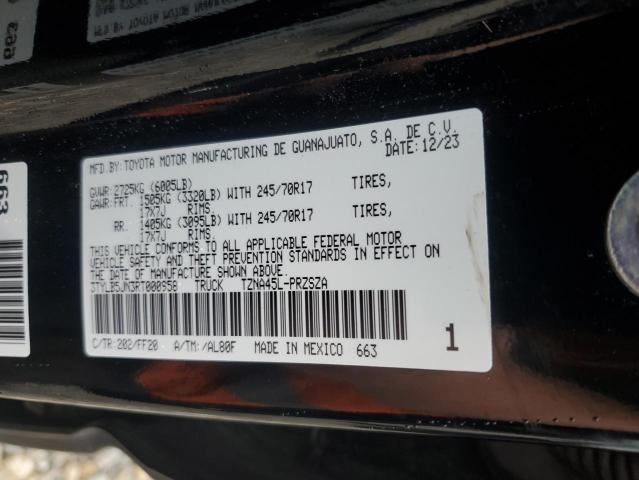 MFD.BY:TOYOTA MOTOR MANUFACTURING DE GUANAJUATO, S.A. DE C.V.
DATE:12/23
GVWR:2725KG (6005LB)
GAWR:FRT. 1505KG (3320LB) WITH 245/70R17 TIRES,
17X7J RIMS.
RR. 1405KG (3095LB) WITH 245/70R17 TIRES,
17X7J RIMS.
THIS VEHICLE CONFORMS TO ALL APPLICABLE FEDERAL MOTOR
VEHICLE SAFETY AND THEFT PREVENTION STANDARDS IN EFFECT ON
THE DATE OF MANUFACTURE SHOWN ABOVE.
3TYLB5JN3RT000958 TRUCK TZNA45L-PRZSZA
C/TR:202/FF20 A/TM:/AL80F MADE IN MEXICO 663
1
663